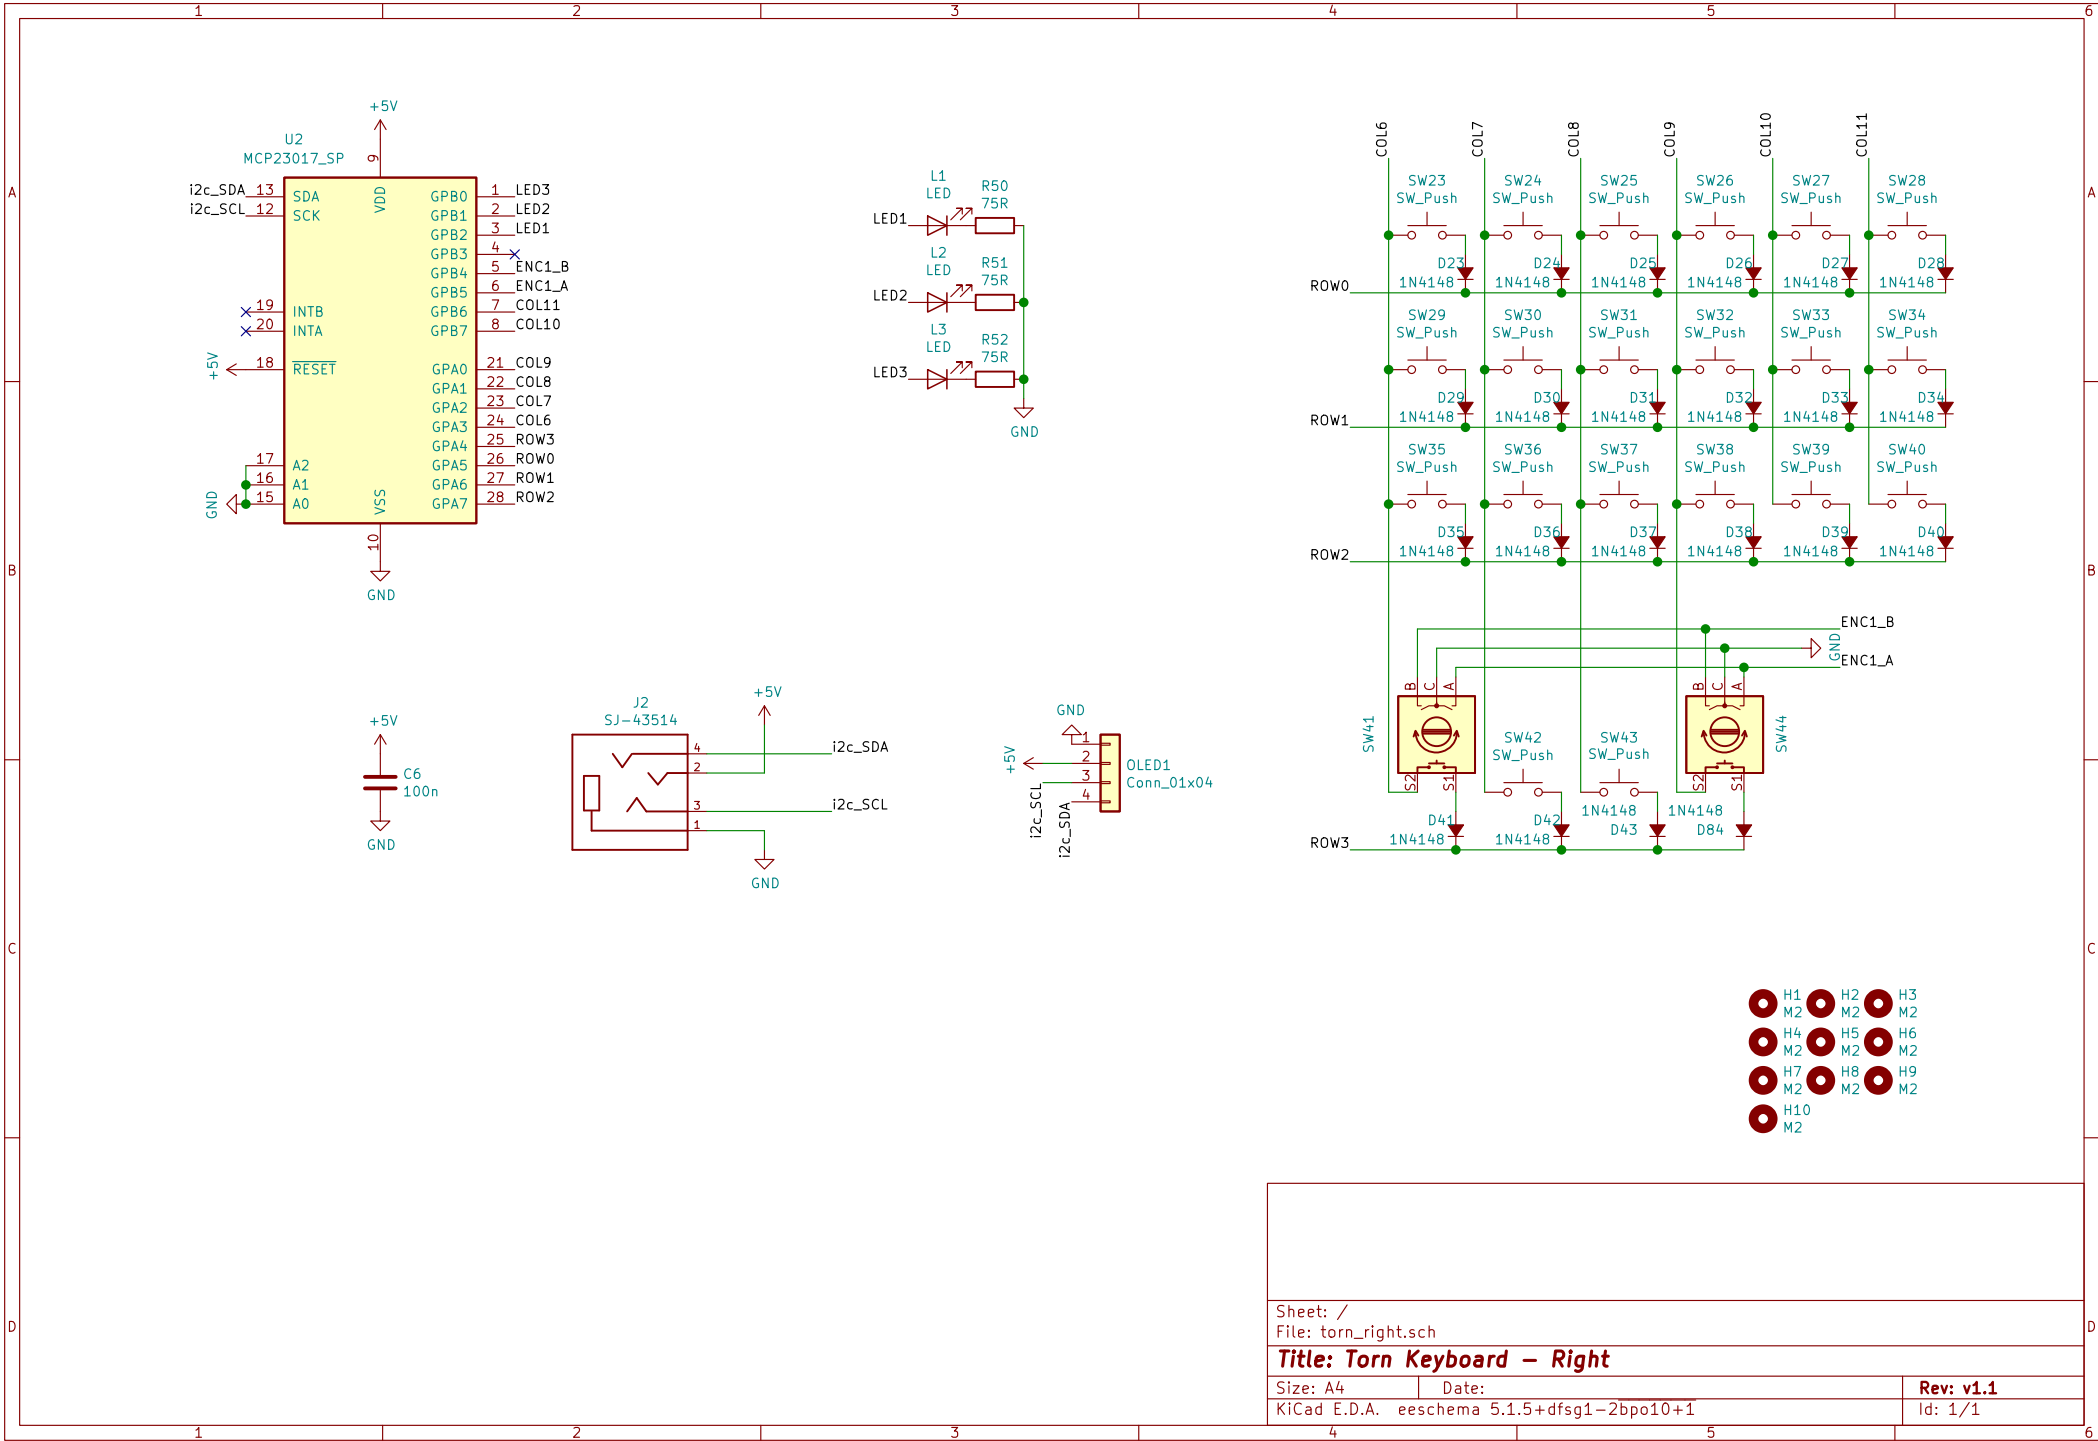 1 2 3 4 5 6
A
B
C
D
A
B
C
D
+5V
U2
MCP23017_SP
9
VDD
i2c_SDA 13 SDA
i2c_SCL 12 SCK
19 INTB
20 INTA
+5V 18 RESET
17 A2
16 A1
GND 15 A0
VSS
10
GND
GPB0 1 LED3
GPB1 2 LED2
GPB2 3 LED1
GPB3 4
GPB4 5 ENC1_B
GPB5 6 ENC1_A
GPB6 7 COL11
GPB7 8 COL10
GPA0 21 COL9
GPA1 22 COL8
GPA2 23 COL7
GPA3 24 COL6
GPA4 25 ROW3
GPA5 26 ROW0
GPA6 27 ROW1
GPA7 28 ROW2
L1
LED
R50
75R
LED1
L2
LED
R51
75R
LED2
L3
LED
R52
75R
LED3
GND
COL6 COL7 COL8 COL9 COL10 COL11
SW23 SW24 SW25 SW26 SW27 SW28
SW_Push SW_Push SW_Push SW_Push SW_Push SW_Push
D23 D24 D25 D26 D27 D28
1N4148 1N4148 1N4148 1N4148 1N4148 1N4148
ROW0
SW29 SW30 SW31 SW32 SW33 SW34
SW_Push SW_Push SW_Push SW_Push SW_Push SW_Push
D29 D30 D31 D32 D33 D34
1N4148 1N4148 1N4148 1N4148 1N4148 1N4148
ROW1
SW35 SW36 SW37 SW38 SW39 SW40
SW_Push SW_Push SW_Push SW_Push SW_Push SW_Push
D35 D36 D37 D38 D39 D40
1N4148 1N4148 1N4148 1N4148 1N4148 1N4148
ROW2
ENC1_B
GND
ENC1_A
B C A
B C A
SW41
SW44
SW42 SW43
SW_Push SW_Push
S2 S1
S2 S1
1N4148 1N4148
D41 D42 D43 D84
1N4148 1N4148
ROW3
+5V
C6
100n
GND
J2
SJ-43514
+5V
4 i2c_SDA
2
3 i2c_SCL
1
GND
GND
+5V
1
2
3
4
i2c_SCL
i2c_SDA
OLED1
Conn_01x04
H1 H2 H3
M2 M2 M2
H4 H5 H6
M2 M2 M2
H7 H8 H9
M2 M2 M2
H10
M2
Sheet: /
File: torn_right.sch
Title: Torn Keyboard - Right
Size: A4 Date: Rev: v1.1
KiCad E.D.A. eeschema 5.1.5+dfsg1-2bpo10+1 Id: 1/1
1 2 3 4 5 6